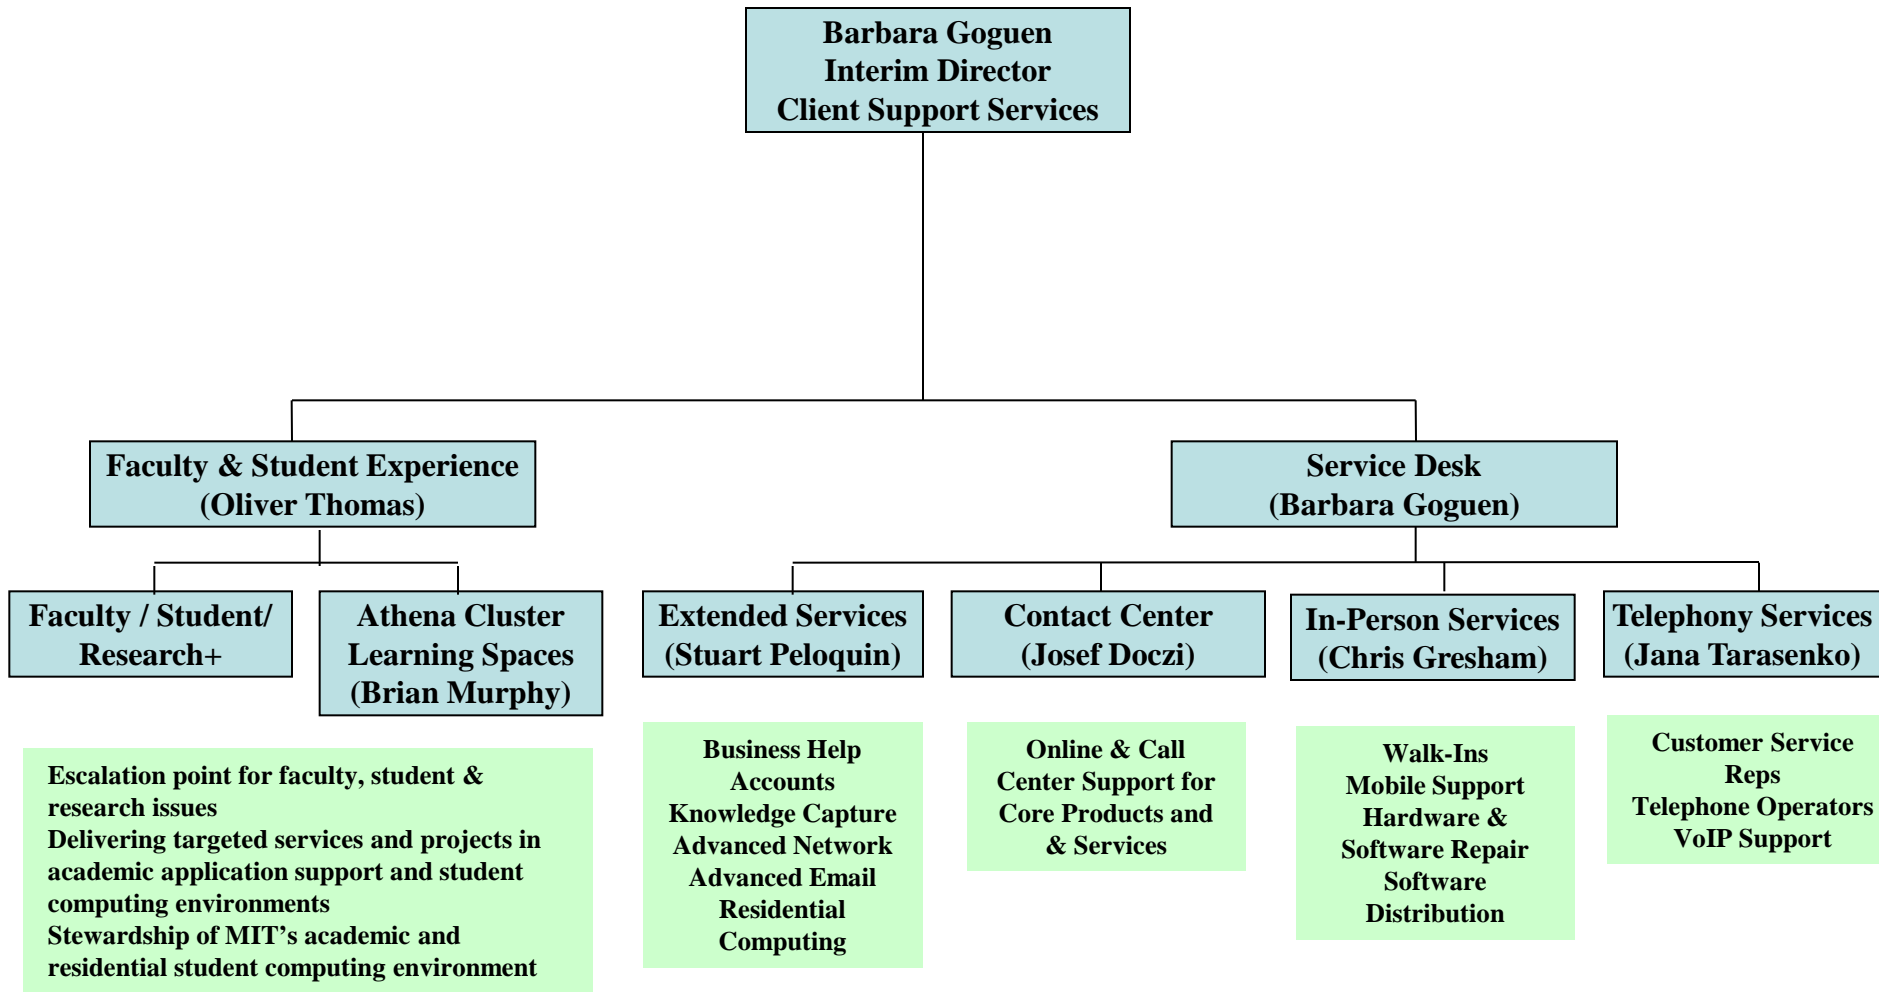 Barbara Goguen
Interim Director
Client Support Services
Faculty & Student Experience
(Oliver Thomas)
Service Desk
(Barbara Goguen)
Faculty / Student/
Research+
Athena Cluster
Learning Spaces
(Brian Murphy)
Extended Services
(Stuart Peloquin)
Contact Center
(Josef Doczi)
In-Person Services
(Chris Gresham)
Telephony Services
(Jana Tarasenko)
Escalation point for faculty, student &
research issues
Delivering targeted services and projects in
academic application support and student
computing environments
Stewardship of MIT’s academic and
residential student computing environment
Business Help
Accounts
Knowledge Capture
Advanced Network
Advanced Email
Residential
Computing
Online & Call
Center Support for
Core Products and
& Services
Walk-Ins
Mobile Support
Hardware &
Software Repair
Software
Distribution
Customer Service
Reps
Telephone Operators
VoIP Support